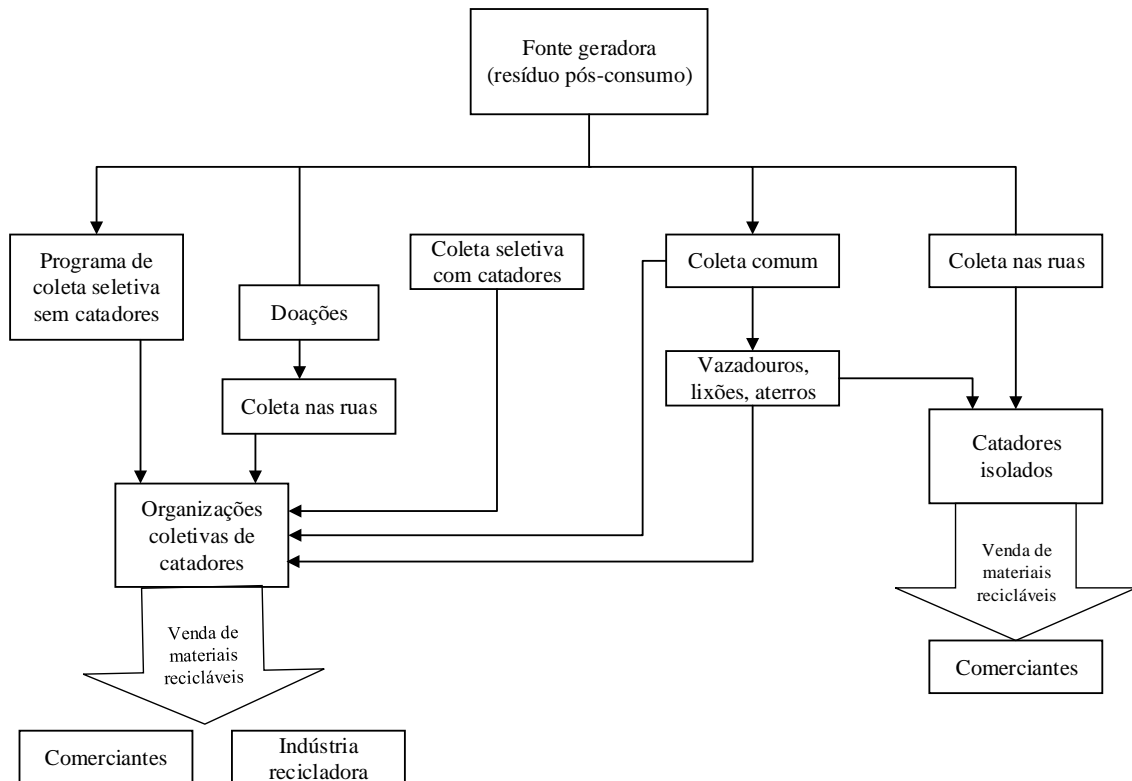 Fonte geradora
(resíduo pós-consumo)
Programa de
coleta seletiva
sem catadores
Doações
Coleta nas ruas
Coleta seletiva
com catadores
Coleta comum
Vazadouros,
lixões, aterros
Coleta nas ruas
Catadores
isolados
Organizações
coletivas de
catadores
Venda de
materiais
recicláveis
Venda de
materiais
recicláveis
Comerciantes
Comerciantes
Indústria
recicladora